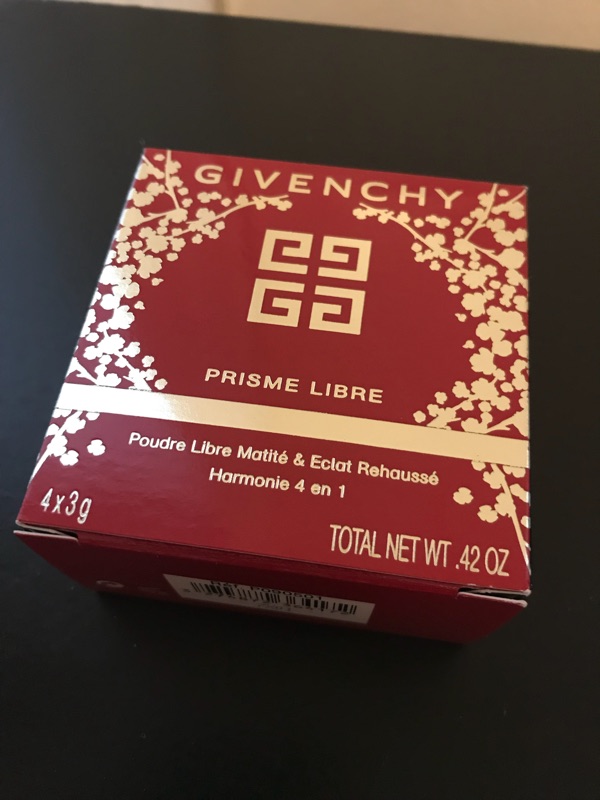 GIVENCHY
PRISME LIBRE
Poudre Libre Matité & Eclat Rehaussé
Harmonie 4 en 1
4x3g
TOTAL NET WT .42 OZ